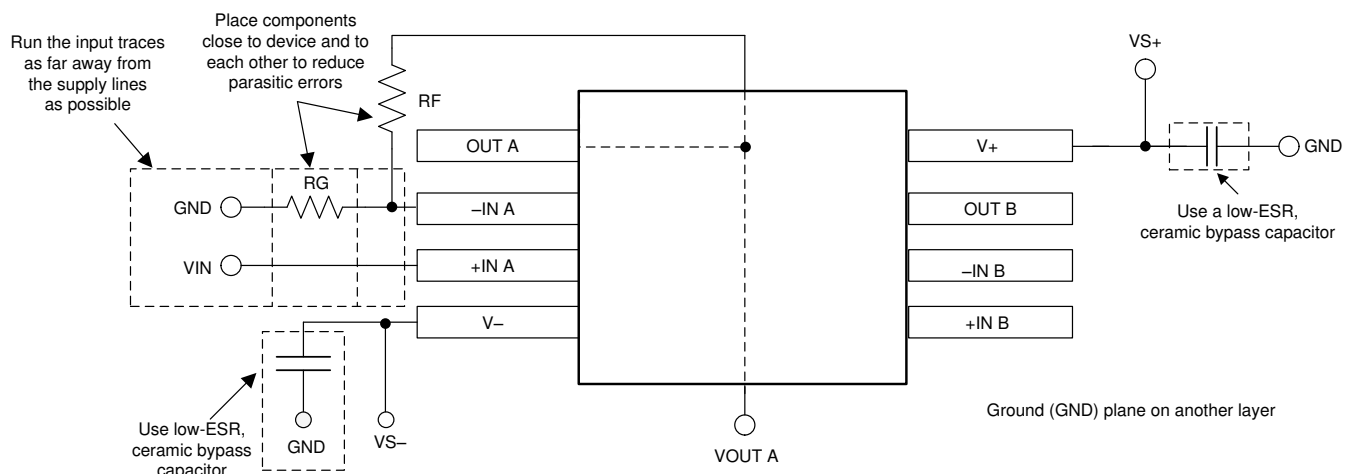 Place components
close to device and to
each other to reduce
parasitic errors
Run the input traces
as far away from
the supply lines
as possible
VS+
RF
OUT A
V+
GND
RG
GND
–IN A
OUT B
Use a low-ESR,
ceramic bypass capacitor
VIN
+IN A
–IN B
V–
+IN B
Use low-ESR,
ceramic bypass
capacitor
GND
VS–
VOUT A
Ground (GND) plane on another layer